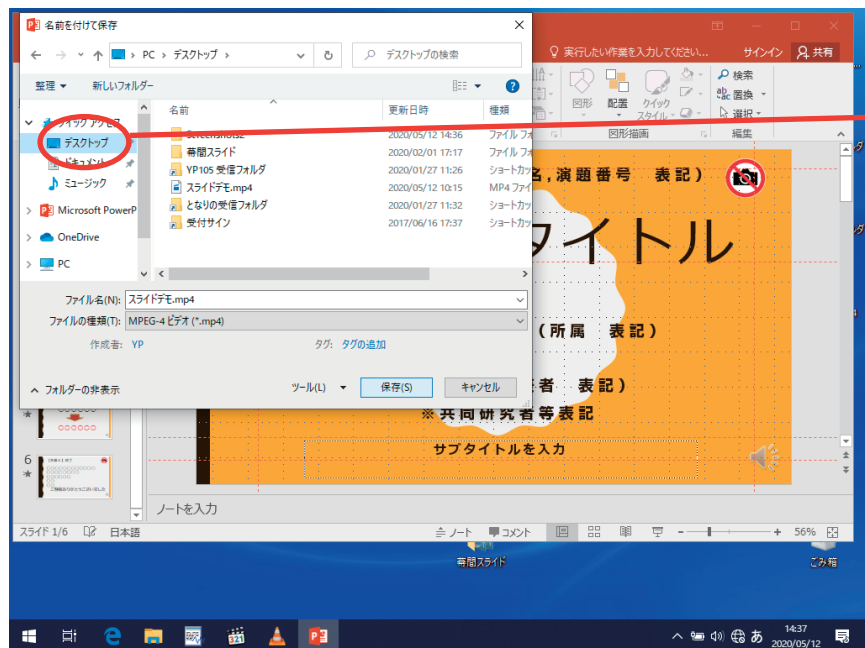 名前を付けて保存
PC › デスクトップ ›
デスクトップの検索
実行したい作業を入力してください...
サインイン
共有
整理
新しいフォルダー
検索
置換
選択
図形
配置
クイック
スタイル
図形描画
編集
クイック アクセス
デスクトップ
ドキュメント
ミュージック
Microsoft PowerP
OneDrive
PC
名前 更新日時 種類
Screenshots2 2020/05/12 14:36 ファイル フォ
幕間スライド 2020/02/01 17:17 ファイル フォ
YP105 受信フォルダ 2020/01/27 11:26 ショートカッ
スライドデモ.mp4 2020/05/12 10:15 MP4 ファイ
となりの受信フォルダ 2020/01/27 11:32 ショートカッ
受付サイン 2017/06/16 17:37 ショートカッ
ファイル名(N): スライドデモ.mp4
ファイルの種類(T): MPEG-4 ビデオ (*.mp4)
作成者: YP タグ: タグの追加
フォルダーの非表示
ツール(L) 保存(S) キャンセル
名,演題番号 表記)
タイトル
(所属 表記)
者 表記)
※共同研究者等表記
サブタイトルを入力
6
ノートを入力
スライド 1/6 日本語
ノート コメント
56%
幕間スライド
ごみ箱
321
あ
14:37
2020/05/12